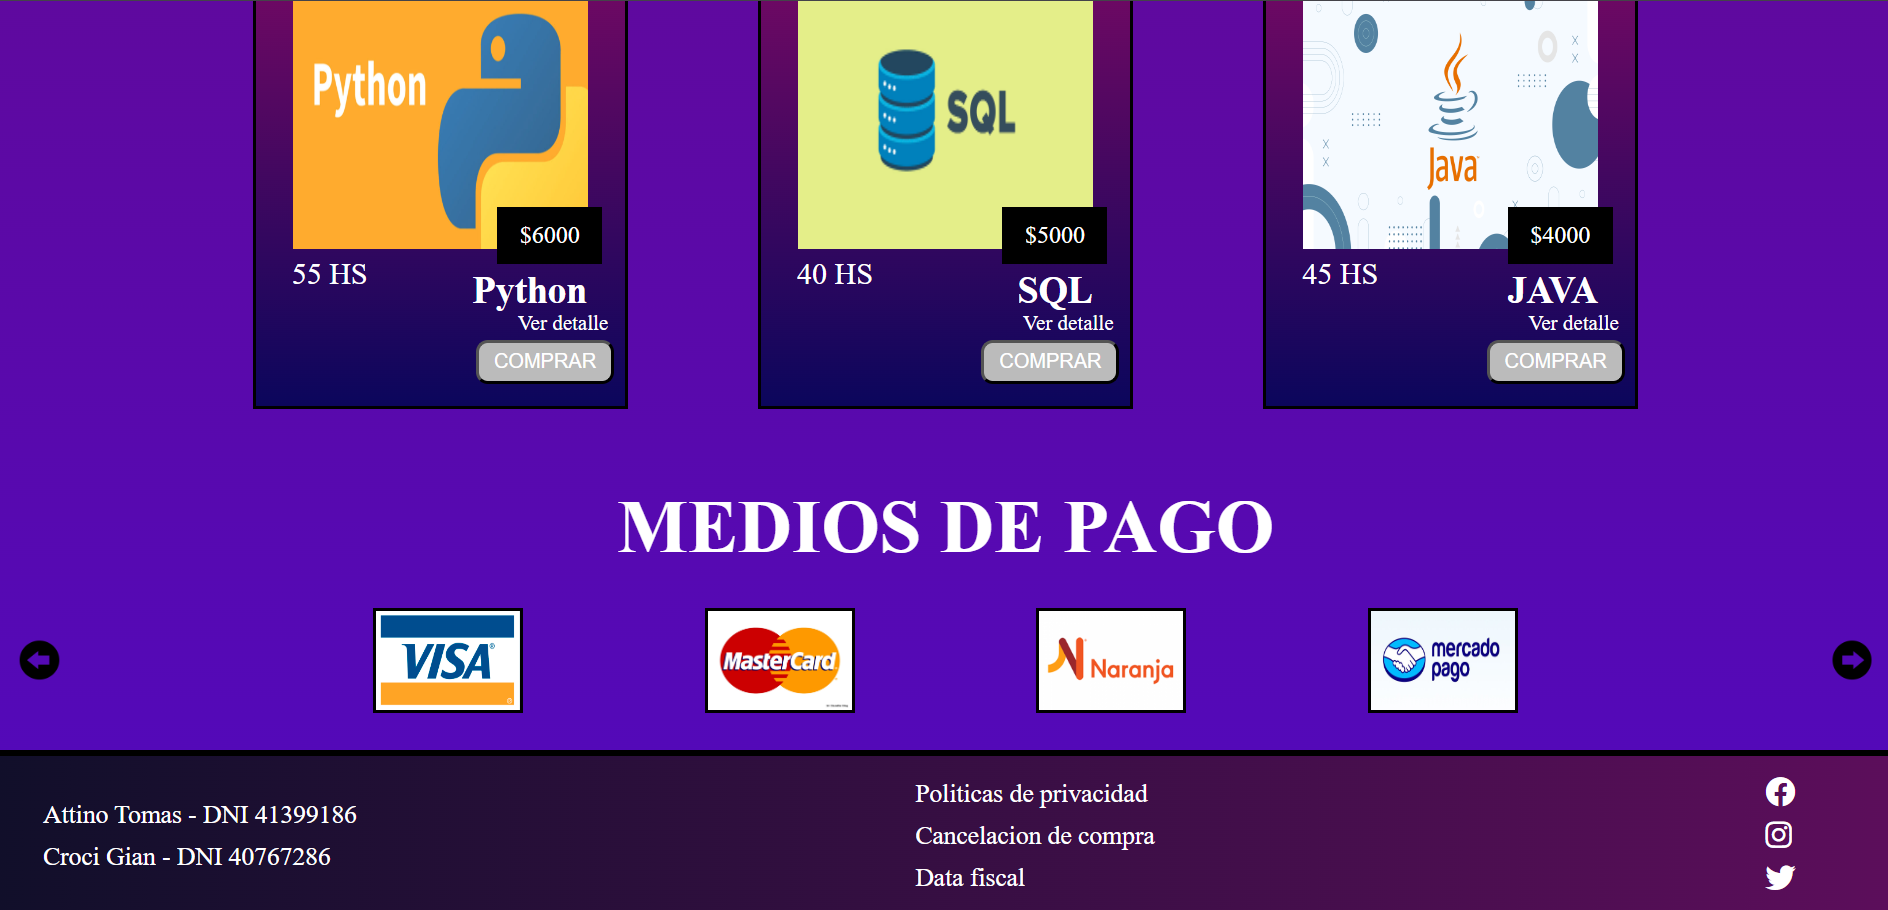 Python
SQL
Java
$6000
$5000
$4000
55 HS
Python
Ver detalle
COMPRAR
40 HS
SQL
Ver detalle
COMPRAR
45 HS
JAVA
Ver detalle
COMPRAR
MEDIOS DE PAGO
VISA
MasterCard
Naranja
mercado
pago
Attino Tomas - DNI 41399186
Croci Gian - DNI 40767286
Politicas de privacidad
Cancelacion de compra
Data fiscal